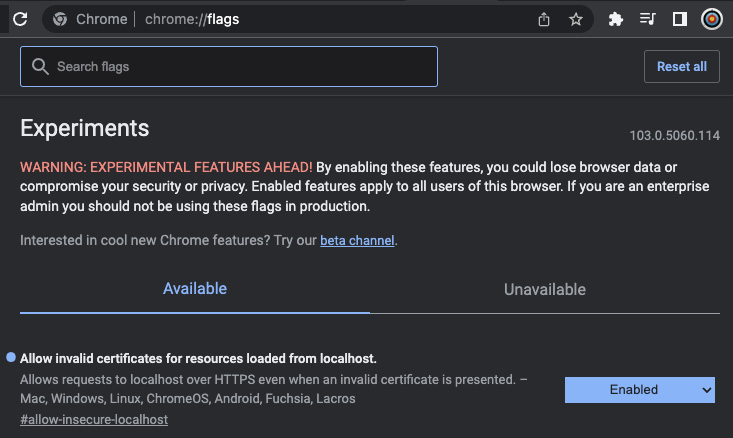 Chrome | chrome://flags
Search flags
Reset all
Experiments
103.0.5060.114
WARNING: EXPERIMENTAL FEATURES AHEAD! By enabling these features, you could lose browser data or
compromise your security or privacy. Enabled features apply to all users of this browser. If you are an enterprise
admin you should not be using these flags in production.
Interested in cool new Chrome features? Try our beta channel.
Available
Unavailable
Allow invalid certificates for resources loaded from localhost.
Allows requests to localhost over HTTPS even when an invalid certificate is presented. –
Mac, Windows, Linux, ChromeOS, Android, Fuchsia, Lacros
#allow-insecure-localhost
Enabled